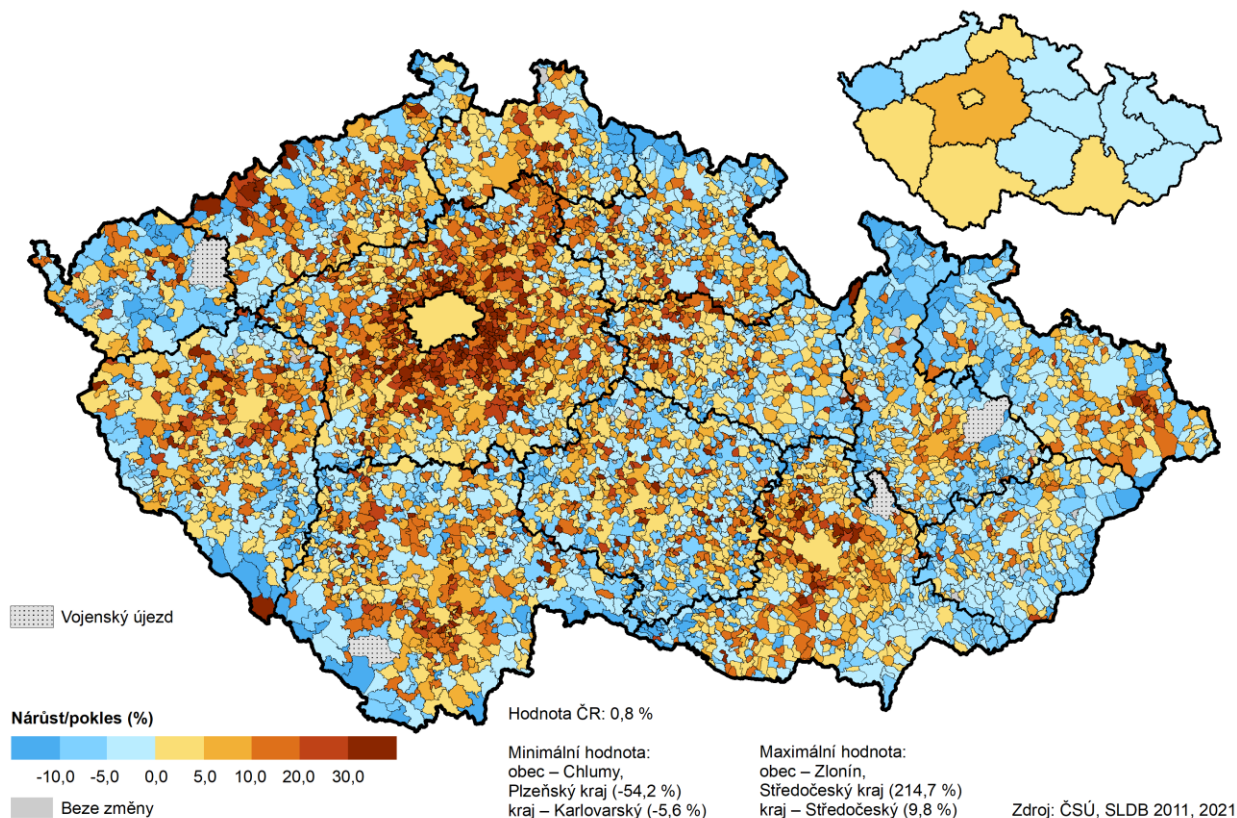 Vojenský újezd
Nárůst/pokles (%)
-10,0 -5,0 0,0 5,0 10,0 20,0 30,0
Beze změny
Hodnota ČR: 0,8 %
Minimální hodnota:
obec – Chlumy,
Plzeňský kraj (-54,2 %)
kraj – Karlovarský (-5,6 %)
Maximální hodnota:
obec – Zlonín,
Středočeský kraj (214,7 %)
kraj – Středočeský (9,8 %)
Zdroj: ČSÚ, SLDB 2011, 2021